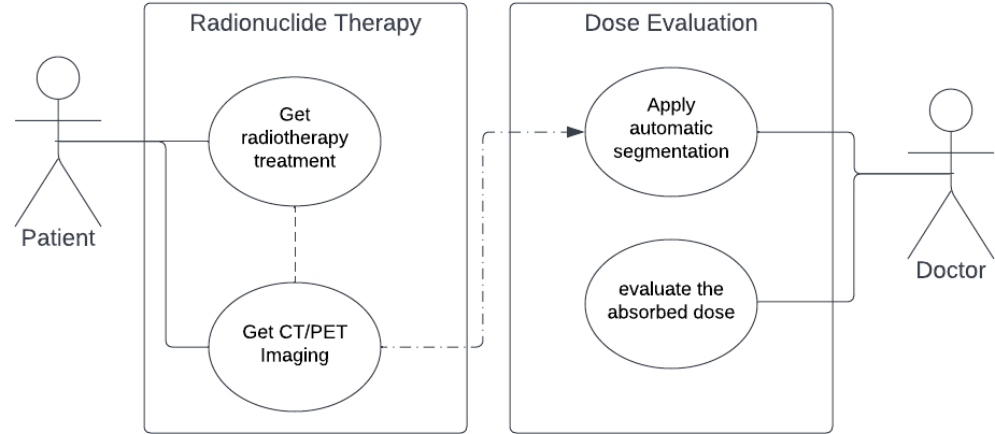 Radionuclide Therapy
Get
radiotherapy
treatment
Get CT/PET
Imaging
Patient
Dose Evaluation
Apply
automatic
segmentation
evaluate the
absorbed dose
Doctor